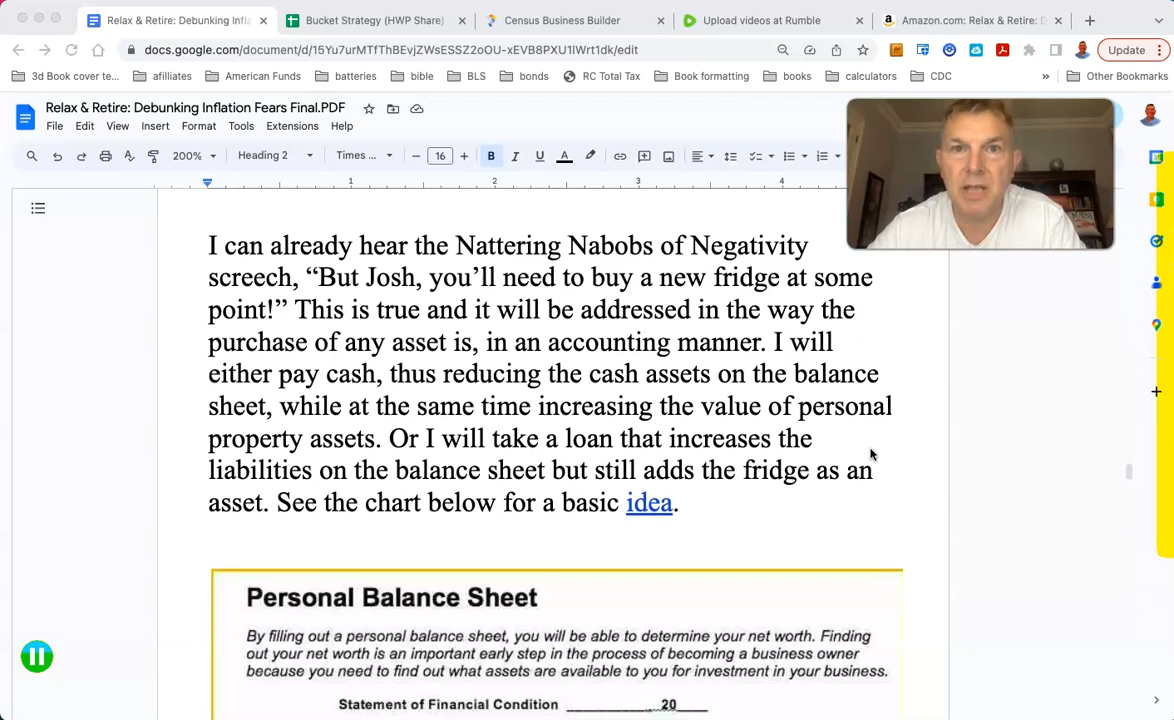 Relax & Retire: Debunking Infla
Bucket Strategy (HWP Share)
Census Business Builder
Upload videos at Rumble
Amazon.com: Relax & Retire: D
docs.google.com/document/d/15Yu7urMTfThBEvjZWsESSZ2oOU-xEVB8PXU1lWrt1dk/edit
Update
3d Book cover te...
afilliates
American Funds
batteries
bible
BLS
bonds
RC Total Tax
Book formatting
books
calculators
CDC
»
Other Bookmarks
Relax & Retire: Debunking Inflation Fears Final.PDF
File Edit View Insert Format Tools Extensions Help
200% Heading 2 Times ... − 16 + B I U A
1 2 3 4
I can already hear the Nattering Nabobs of Negativity
screech, “But Josh, you’ll need to buy a new fridge at some
point!” This is true and it will be addressed in the way the
purchase of any asset is, in an accounting manner. I will
either pay cash, thus reducing the cash assets on the balance
sheet, while at the same time increasing the value of personal
property assets. Or I will take a loan that increases the
liabilities on the balance sheet but still adds the fridge as an
asset. See the chart below for a basic idea.
Personal Balance Sheet
By filling out a personal balance sheet, you will be able to determine your net worth. Finding
out your net worth is an important early step in the process of becoming a business owner
because you need to find out what assets are available to you for investment in your business.
Statement of Financial Condition ___________20____